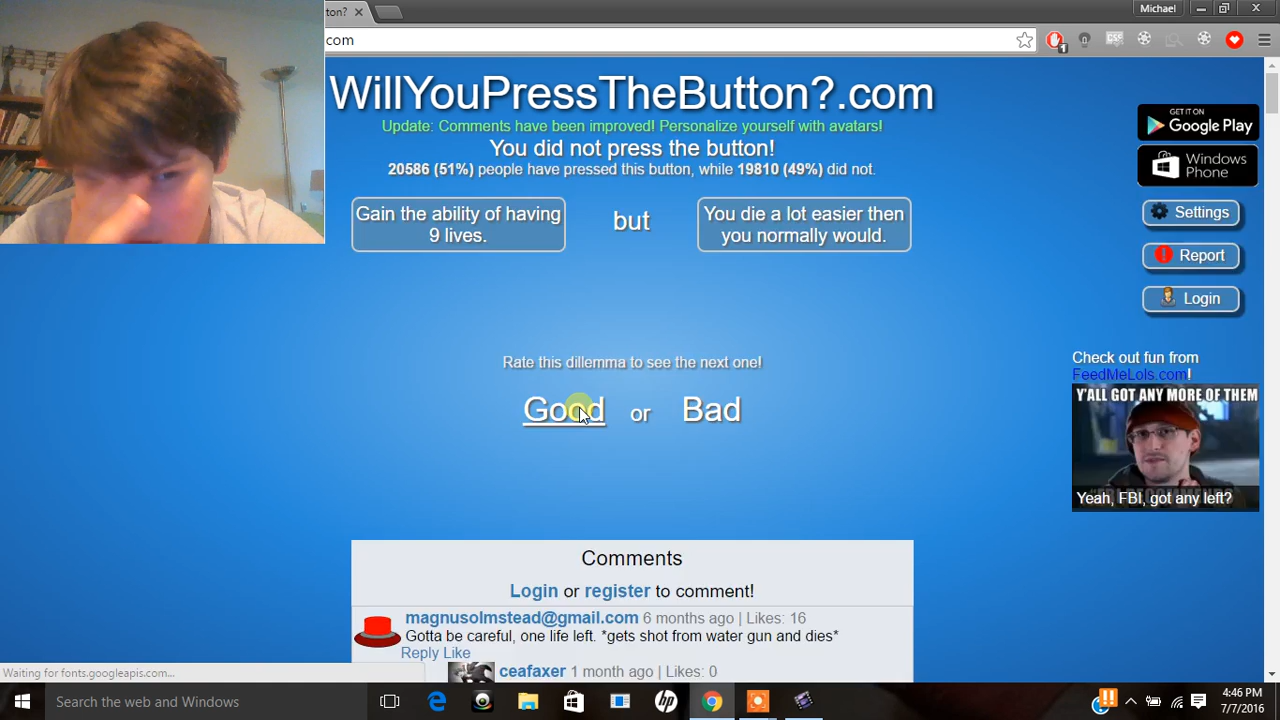 ton?
Michael
com
WillYouPressTheButton?.com
Update: Comments have been improved! Personalize yourself with avatars!
You did not press the button!
20586 (51%) people have pressed this button, while 19810 (49%) did not.
Gain the ability of having
9 lives.
but
You die a lot easier then
you normally would.
GET IT ON
Google Play
Windows
Phone
Settings
Report
Login
Rate this dillemma to see the next one!
Good or Bad
Check out fun from
FeedMeLols.com!
Y'ALL GOT ANY MORE OF THEM
Yeah, FBI, got any left?
Comments
Login or register to comment!
magnusolmstead@gmail.com 6 months ago | Likes: 16
Gotta be careful, one life left. *gets shot from water gun and dies*
Reply Like
ceafaxer 1 month ago | Likes: 0
Waiting for fonts.googleapis.com...
Search the web and Windows
4:46 PM
7/7/2016